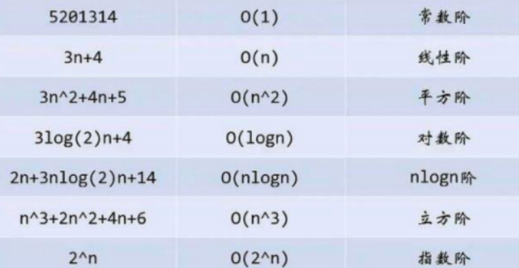 5201314 O(1) 常数阶
3n+4 O(n) 线性阶
3n^2+4n+5 O(n^2) 平方阶
3log(2)n+4 O(logn) 对数阶
2n+3nlog(2)n+14 O(nlogn) nlogn阶
n^3+2n^2+4n+6 O(n^3) 立方阶
2^n O(2^n) 指数阶